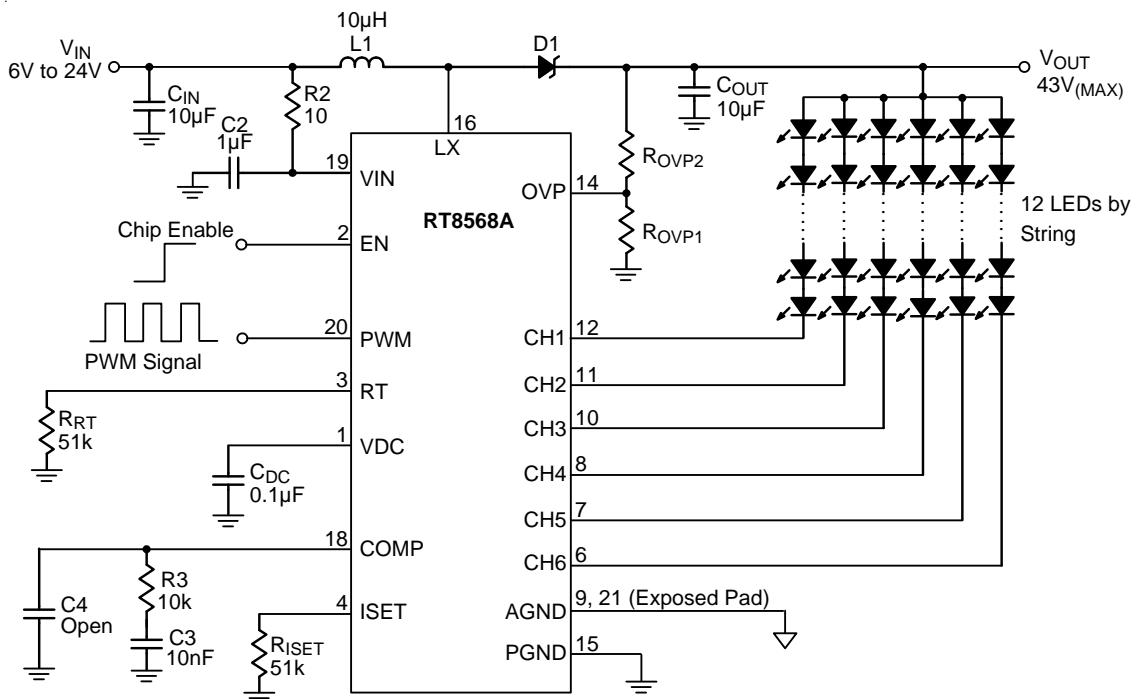 10µH
L1
D1
VIN
6V to 24V
CIN
10µF
R2
10
C2
1µF
COUT
10µF
VOUT
43V(MAX)
16
LX
19
VIN
ROVP2
OVP
14
RT8568A
ROVP1
12 LEDs by
String
Chip Enable
2
EN
PWM Signal
20
PWM
CH1
12
3
RT
CH2
11
RRT
51k
1
VDC
CH3
10
CDC
0.1µF
CH4
8
CH5
7
18
COMP
CH6
6
R3
10k
C4
Open
C3
10nF
4
ISET
RISET
51k
AGND
9, 21 (Exposed Pad)
PGND
15